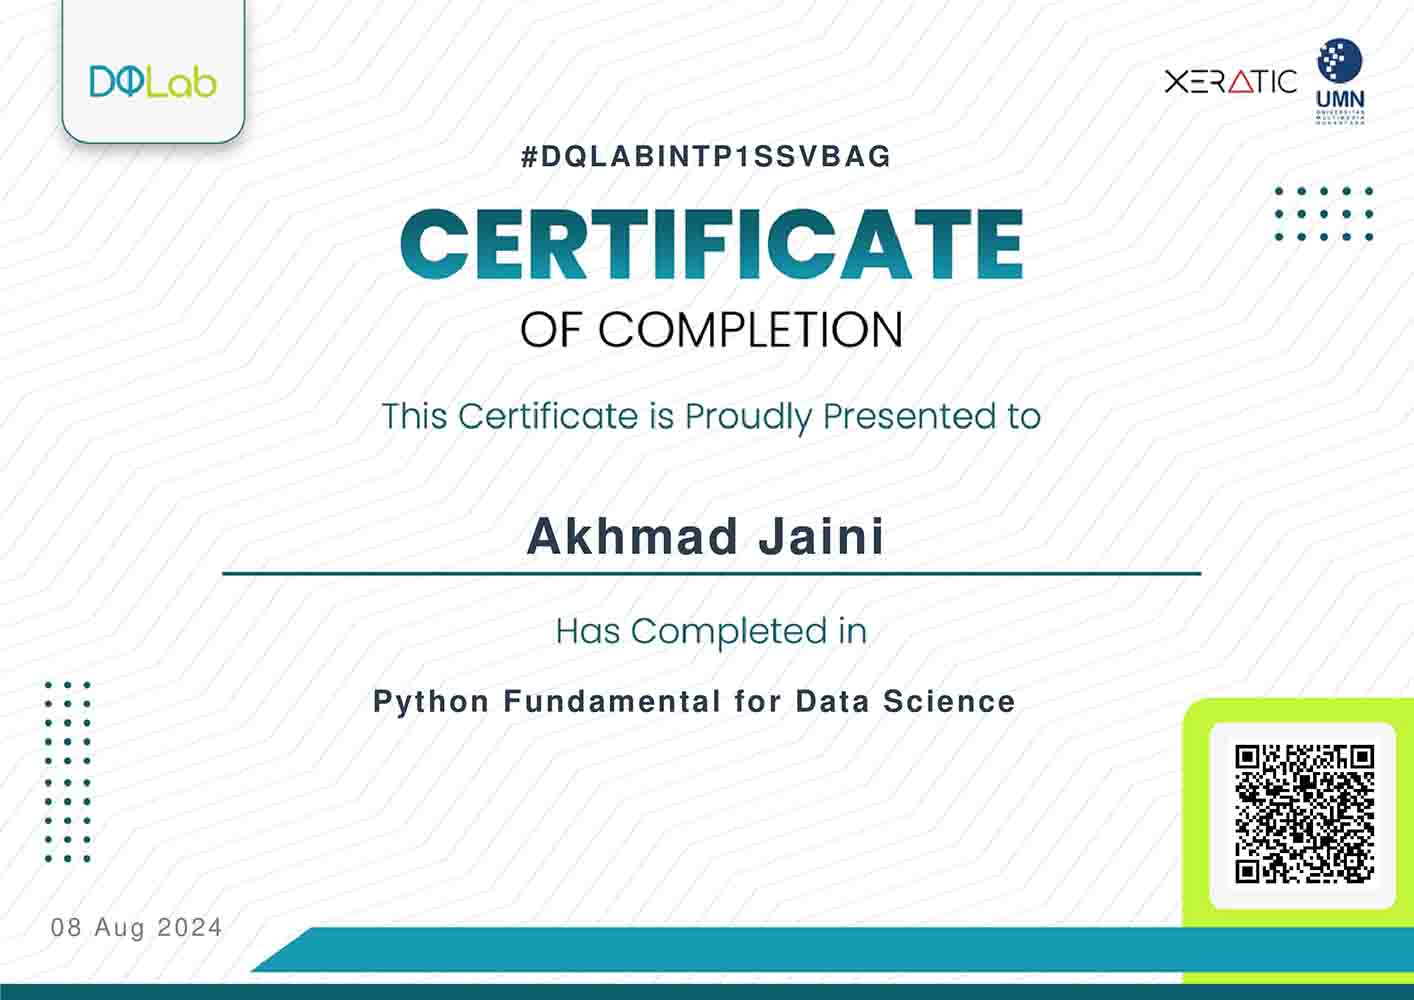 DQLab
XERATIC
UMN
UNIVERSITAS
MULTIMEDIA
NUSANTARA
#DQLABINTP1SSVBAG
CERTIFICATE
OF COMPLETION
This Certificate is Proudly Presented to
Akhmad Jaini
Has Completed in
Python Fundamental for Data Science
08 Aug 2024